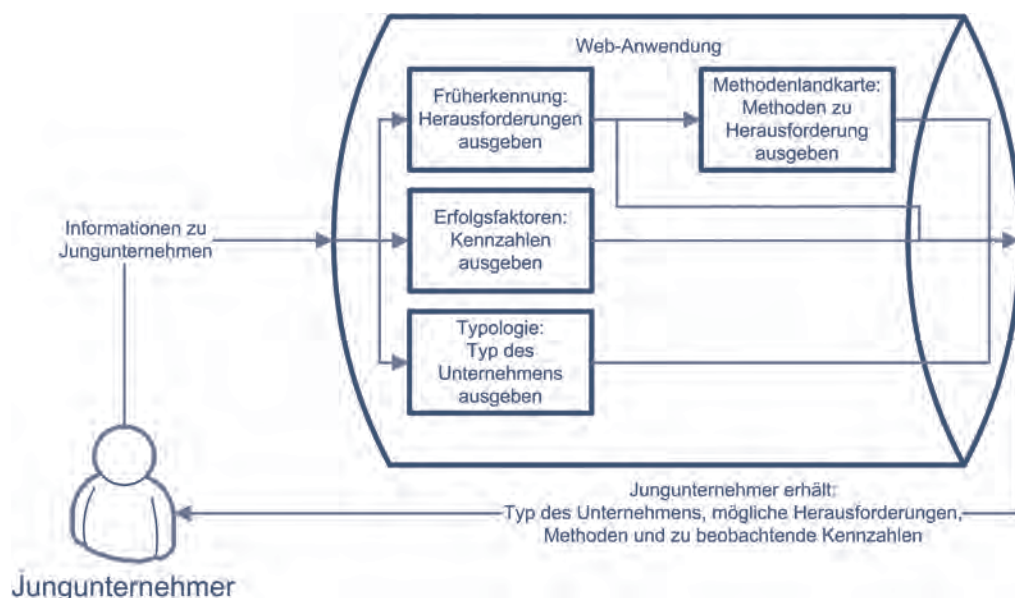 Web-Anwendung
Früherkennung:
Herausforderungen
ausgeben
Methodenlandkarte:
Methoden zu
Herausforderung
ausgeben
Informationen zu
Jungunternehmen
Erfolgsfaktoren:
Kennzahlen
ausgeben
Typologie:
Typ des
Unternehmens
ausgeben
Jungunternehmer erhält:
Typ des Unternehmens, mögliche Herausforderungen,
Methoden und zu beobachtende Kennzahlen
Jungunternehmer